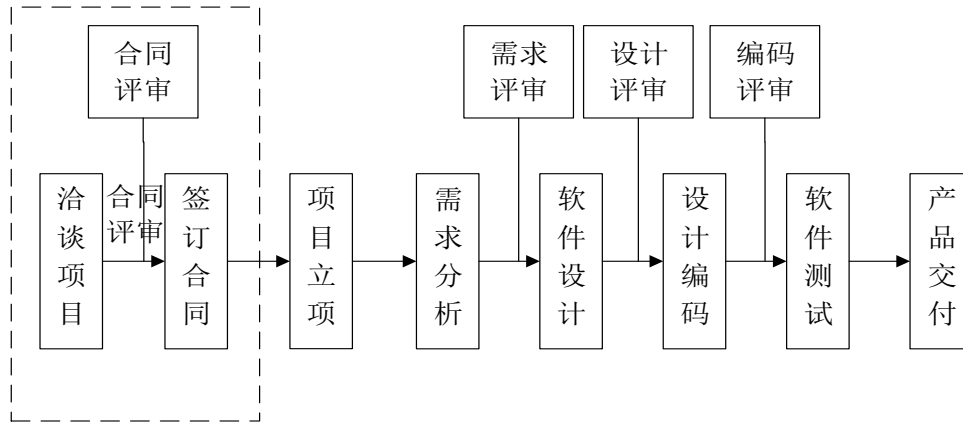 合同
评审
需求
评审
设计
评审
编码
评审
洽谈项目
合同
评审
签订合同
项目立项
需求分析
软件设计
设计编码
软件测试
产品交付